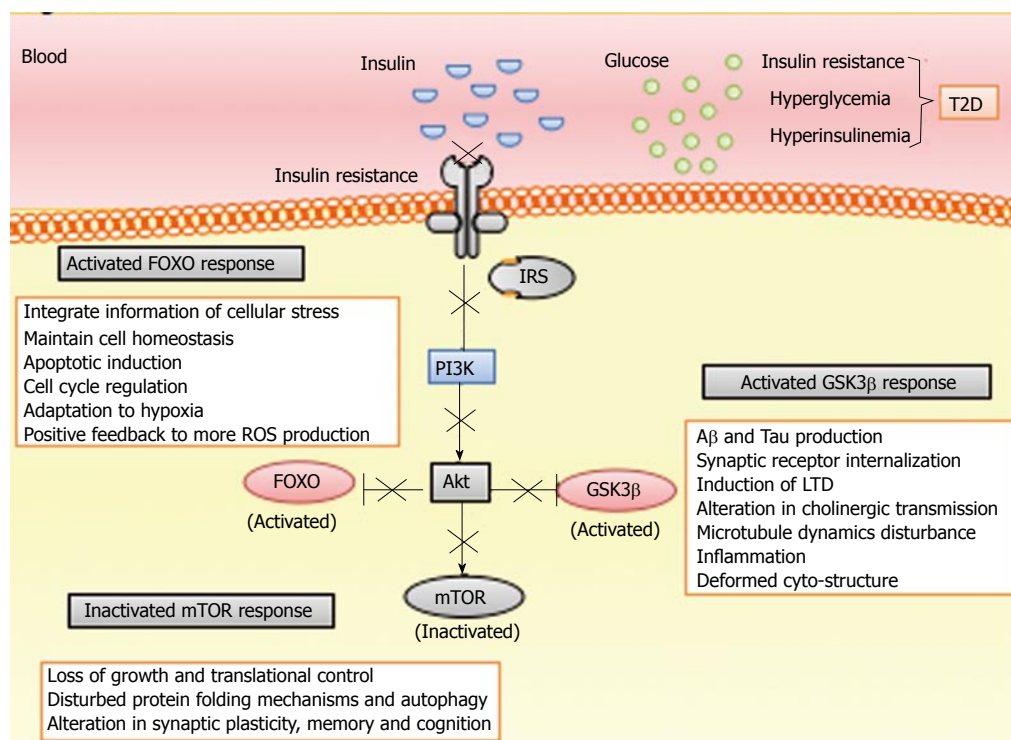 Blood
Insulin
Glucose
Insulin resistance
Hyperglycemia
Hyperinsulinemia
T2D
Insulin resistance
IRS
Activated FOXO response
Integrate information of cellular stress
Maintain cell homeostasis
Apoptotic induction
Cell cycle regulation
Adaptation to hypoxia
Positive feedback to more ROS production
PI3K
Activated GSK3β response
Aβ and Tau production
Synaptic receptor internalization
Induction of LTD
Alteration in cholinergic transmission
Microtubule dynamics disturbance
Inflammation
Deformed cyto-structure
FOXO
(Activated)
Akt
GSK3β
(Activated)
mTOR
(Inactivated)
Inactivated mTOR response
Loss of growth and translational control
Disturbed protein folding mechanisms and autophagy
Alteration in synaptic plasticity, memory and cognition